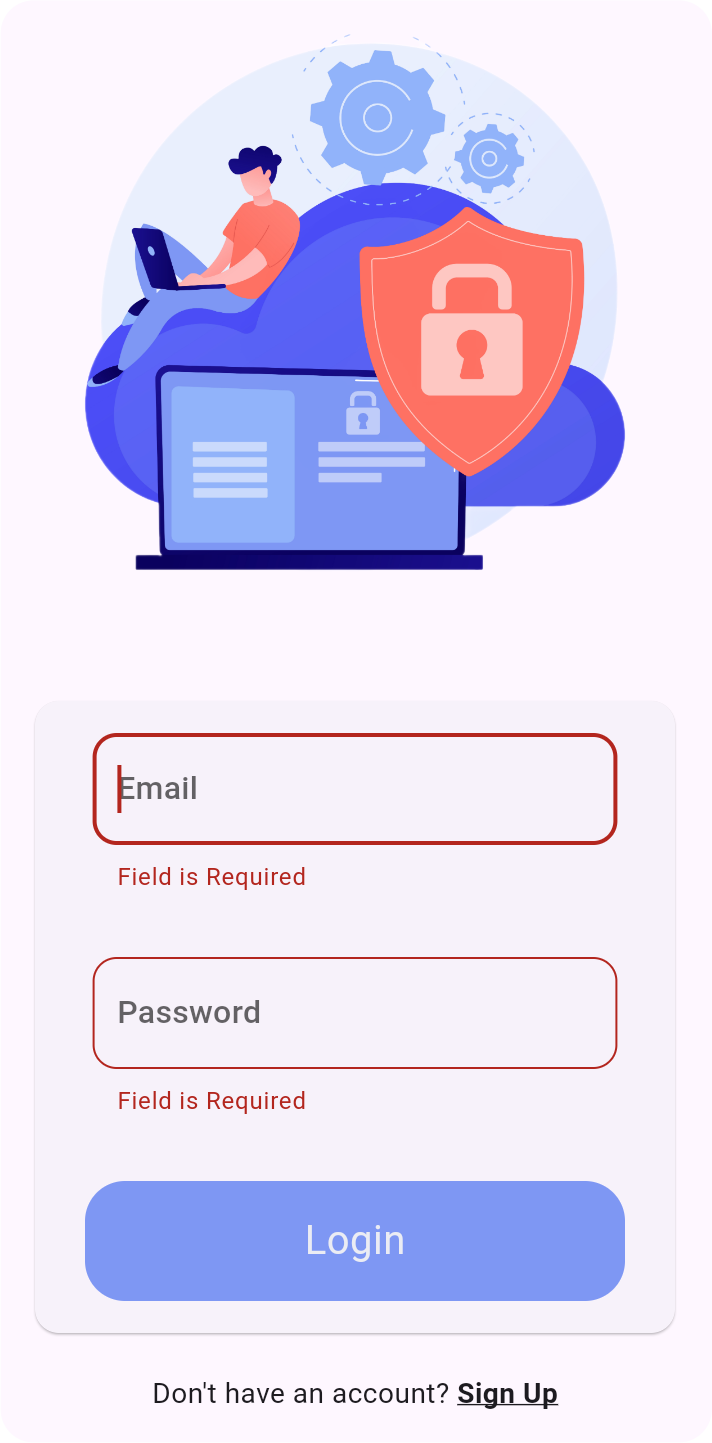 Email
Field is Required
Password
Field is Required
Login
Don't have an account? Sign Up